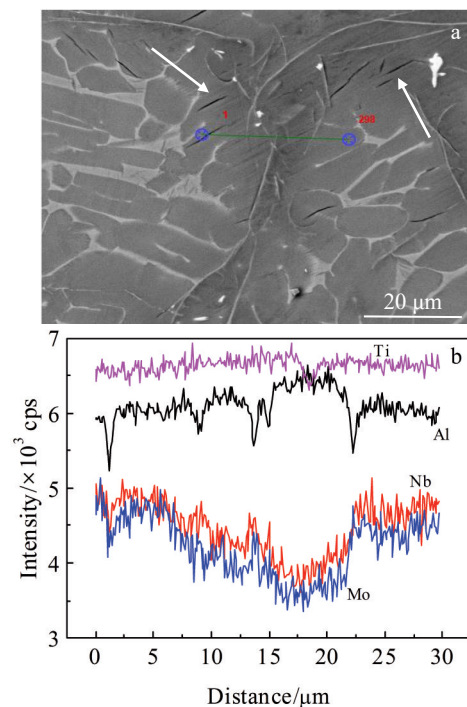 a
1
298
20 μm
7
6
5
4
3
Intensity/×10³ cps
b
Ti
Al
Nb
Mo
0 5 10 15 20 25 30
Distance/μm